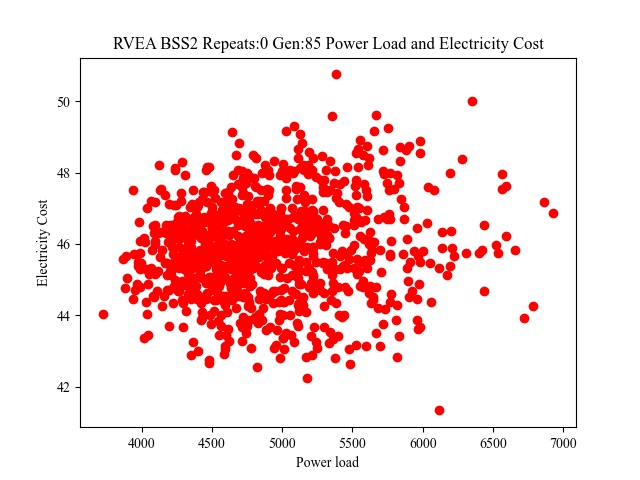 RVEA BSS2 Repeats:0 Gen:85 Power Load and Electricity Cost
50
48
46
44
42
Electricity Cost
4000 4500 5000 5500 6000 6500 7000
Power load